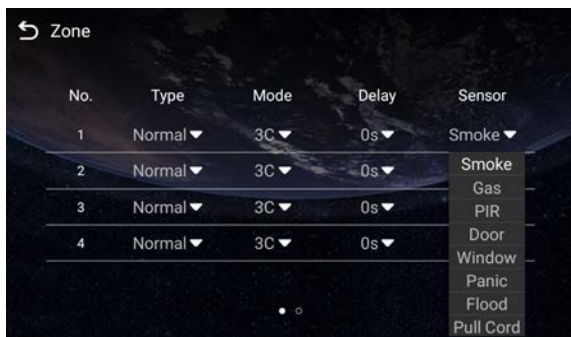 Zone
No. Type Mode Delay Sensor
1 Normal 3C 0s Smoke
2 Normal 3C 0s Smoke
3 Normal 3C 0s Gas
PIR
4 Normal 3C 0s Door
Window
Panic
Flood
Pull Cord